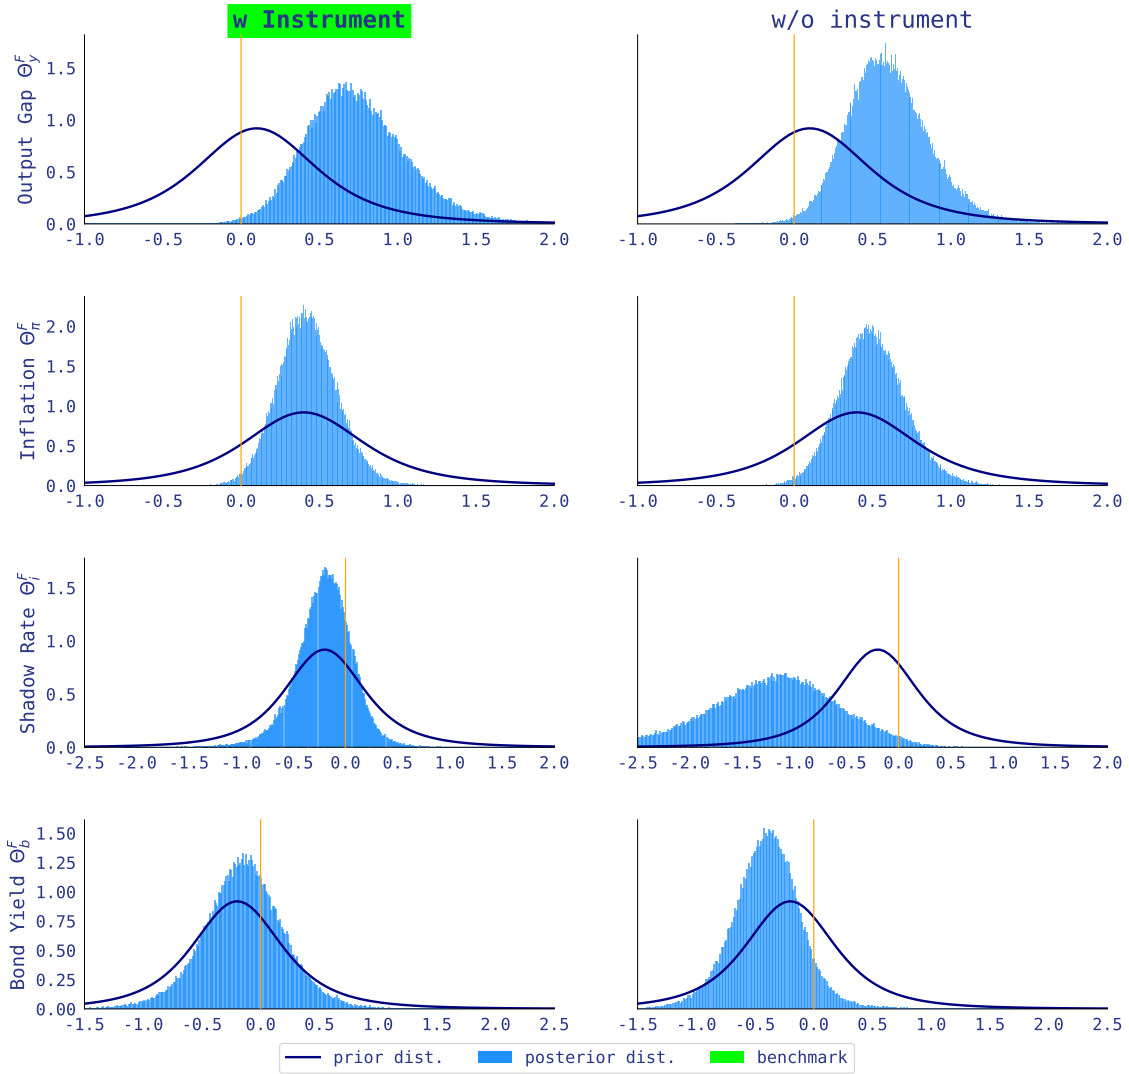 w Instrument
w/o instrument
Output Gap Θ_y^F
1.5
1.0
0.5
0.0
-1.0 -0.5 0.0 0.5 1.0 1.5 2.0
-1.0 -0.5 0.0 0.5 1.0 1.5 2.0
Inflation Θ_π^F
2.0
1.5
1.0
0.5
0.0
-1.0 -0.5 0.0 0.5 1.0 1.5 2.0
-1.0 -0.5 0.0 0.5 1.0 1.5 2.0
Shadow Rate Θ_i^F
1.5
1.0
0.5
0.0
-2.5 -2.0 -1.5 -1.0 -0.5 0.0 0.5 1.0 1.5 2.0
-2.5 -2.0 -1.5 -1.0 -0.5 0.0 0.5 1.0 1.5 2.0
Bond Yield Θ_b^F
1.50
1.25
1.00
0.75
0.50
0.25
0.00
-1.5 -1.0 -0.5 0.0 0.5 1.0 1.5 2.0 2.5
-1.5 -1.0 -0.5 0.0 0.5 1.0 1.5 2.0 2.5
prior dist. posterior dist. benchmark